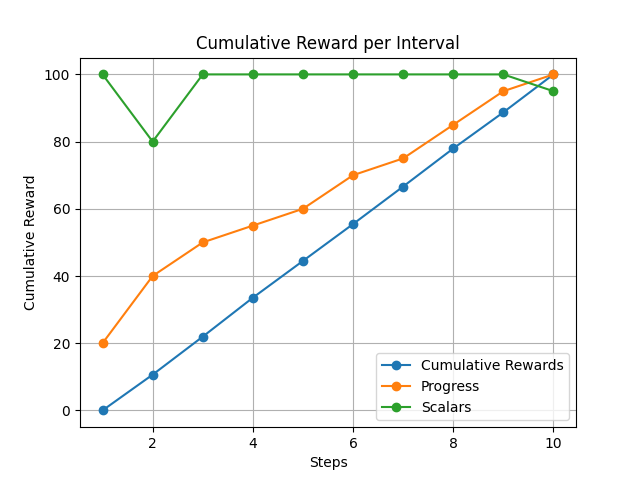 Cumulative Reward per Interval
Cumulative Reward
100
80
60
40
20
0
2
4
6
8
10
Steps
Cumulative Rewards
Progress
Scalars